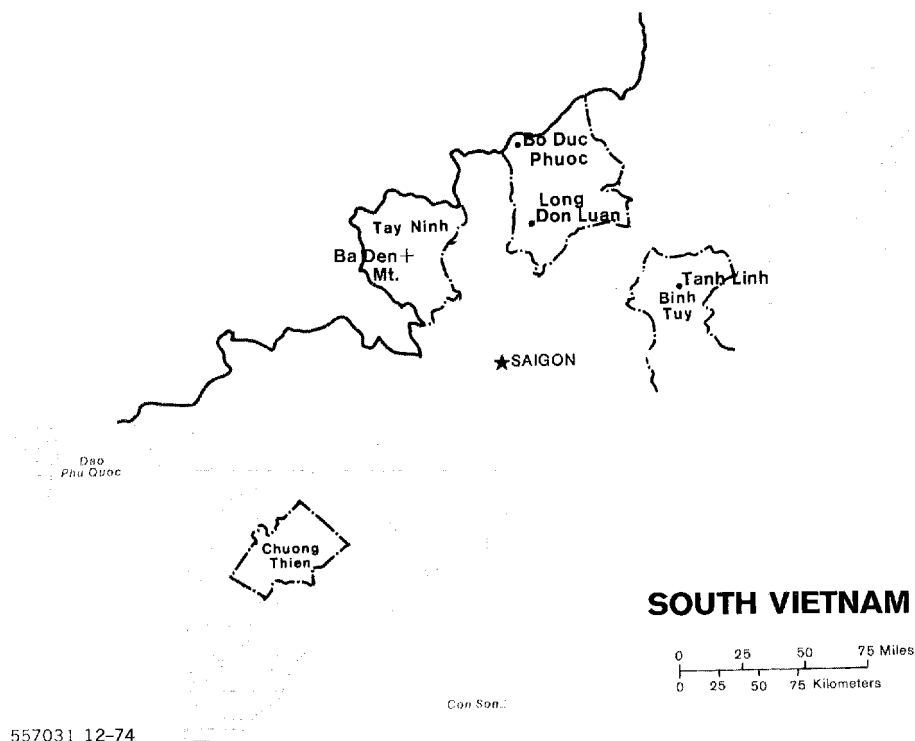 Bo Duc
Phuoc
Long
Don Luan
Tay Ninh
Ba Den
Mt.
Tanh Linh
Binh
Tuy
SAIGON
Dao
Phu Quoc
Chuong
Thien
SOUTH VIETNAM
0 25 50 75 Miles
0 25 50 75 Kilometers
Con Son
557031 12-74